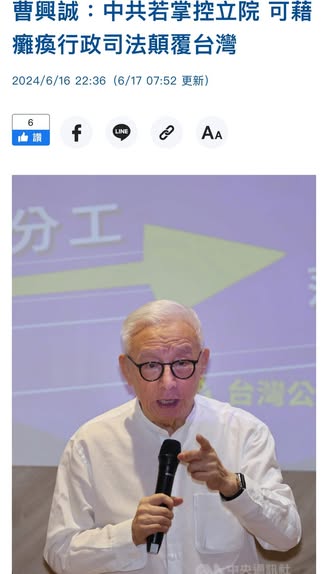 曹興誠：中共若掌控立院 可藉
癱瘓行政司法顛覆台灣
2024/6/16 22:36（6/17 07:52 更新）
6
讚
f
LINE
AA
分工
台灣公
中央通訊社